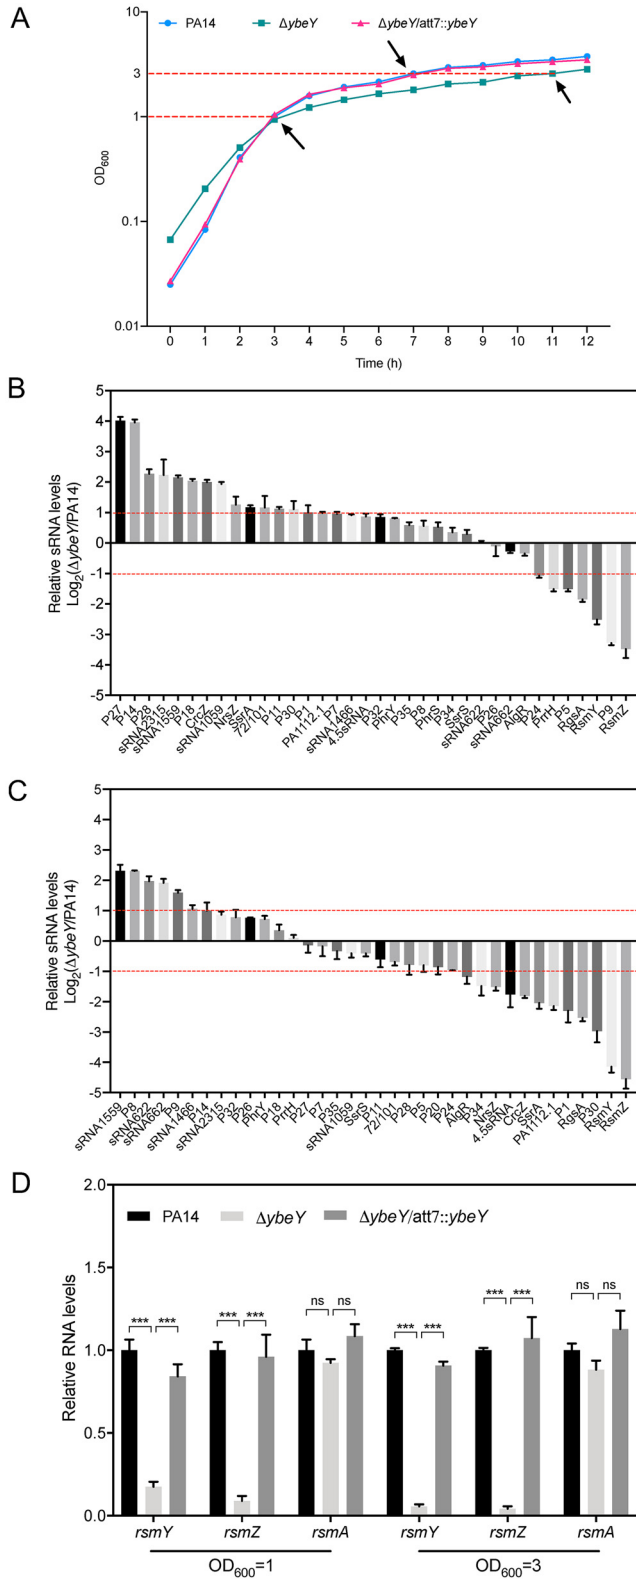 A
PA14
ΔybeY
ΔybeY/att7::ybeY
10
3
1
0.1
0.01
OD600
0 1 2 3 4 5 6 7 8 9 10 11 12
Time (h)
B
Relative sRNA levels
Log2(ΔybeY/PA14)
5
4
3
2
1
0
-1
-2
-3
-4
-5
P27
P14
P28
sRNA2315
sRNA1559
P18
CrcZ
sRNA1059
NrsZ
SsrA
72/101
P11
P30
P1
PA1112.1
P7
sRNA1466
4.5sRNA
P32
PhrY
P35
P8
PhrS
P34
SsrS
sRNA622
P26
sRNA662
AlgR
P24
PrrH
P5
RgsA
RsmY
P9
RsmZ
C
Relative sRNA levels
Log2(ΔybeY/PA14)
5
4
3
2
1
0
-1
-2
-3
-4
-5
sRNA1559
P8
sRNA622
sRNA662
P9
sRNA1466
P14
sRNA2315
P32
P26
PhrY
P18
PrrH
P27
P7
P35
sRNA1059
SsrS
P11
72/101
P28
P5
P20
P24
AlgR
P34
NrsZ
4.5sRNA
CrcZ
SsrA
PA1112.1
P1
RgsA
P30
RsmY
RsmZ
D
Relative RNA levels
2.0
1.5
1.0
0.5
0.0
PA14
ΔybeY
ΔybeY/att7::ybeY
*** ***
*** ***
ns ns
*** ***
*** ***
ns ns
rsmY rsmZ rsmA rsmY rsmZ rsmA
OD600=1 OD600=3